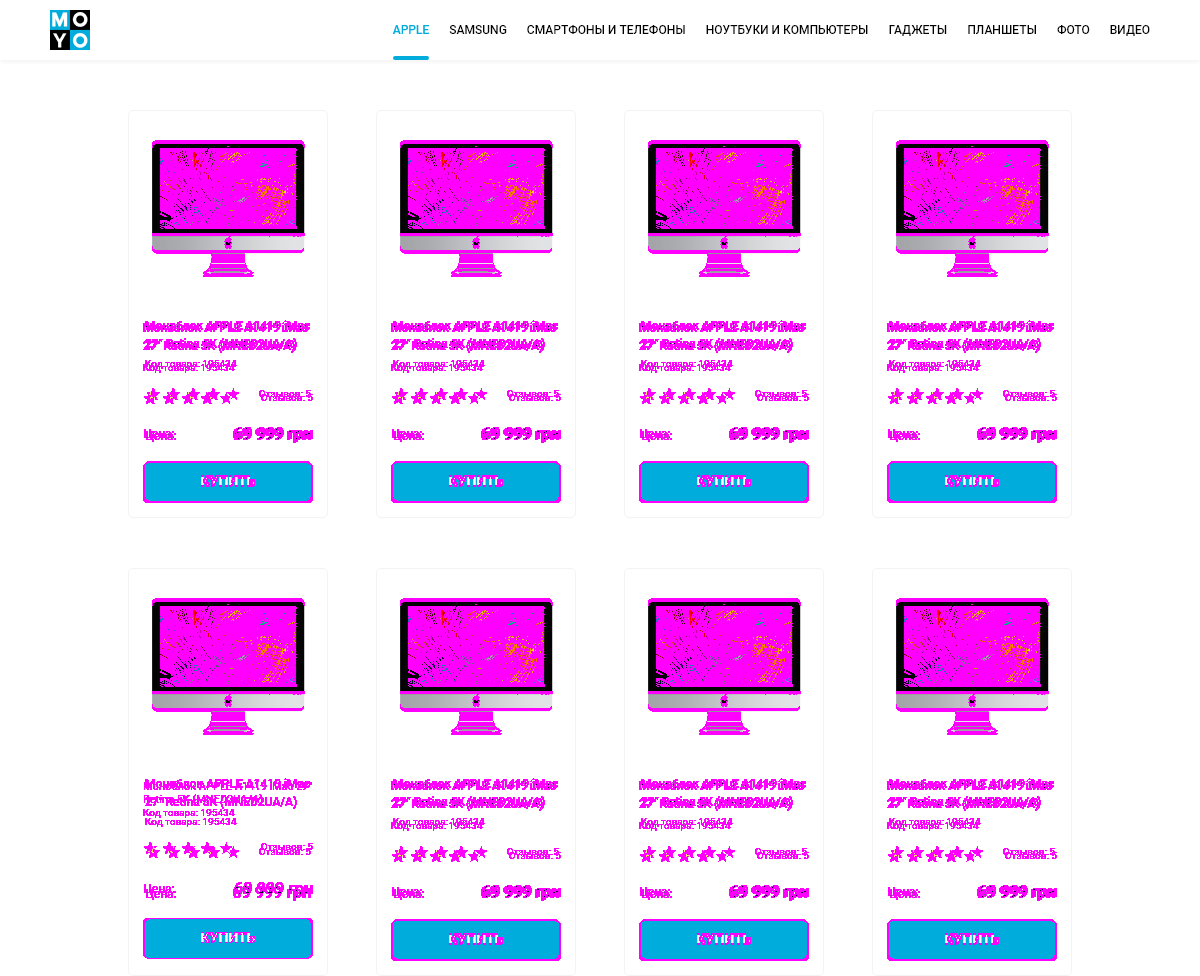 MO
YO
APPLE SAMSUNG СМАРТФОНЫ И ТЕЛЕФОНЫ НОУТБУКИ И КОМПЬЮТЕРЫ ГАДЖЕТЫ ПЛАНШЕТЫ ФОТО ВИДЕО
Моноблок APPLE A1419 iMac Моноблок APPLE A1419 iMac Моноблок APPLE A1419 iMac Моноблок APPLE A1419 iMac
27" Retina 5K (MNED2UA/A) 27" Retina 5K (MNED2UA/A) 27" Retina 5K (MNED2UA/A) 27" Retina 5K (MNED2UA/A)
Код товара: 195434 Код товара: 195434 Код товара: 195434 Код товара: 195434
Отзывов: 5 Отзывов: 5 Отзывов: 5 Отзывов: 5
Цена: 69 999 грн Цена: 69 999 грн Цена: 69 999 грн Цена: 69 999 грн
КУПИТЬ КУПИТЬ КУПИТЬ КУПИТЬ
Моноблок APPLE A1419 iMac Моноблок APPLE A1419 iMac Моноблок APPLE A1419 iMac Моноблок APPLE A1419 iMac
27" Retina 5K (MNED2UA/A) 27" Retina 5K (MNED2UA/A) 27" Retina 5K (MNED2UA/A) 27" Retina 5K (MNED2UA/A)
Код товара: 195434 Код товара: 195434 Код товара: 195434 Код товара: 195434
Отзывов: 5 Отзывов: 5 Отзывов: 5 Отзывов: 5
Цена: 69 999 грн Цена: 69 999 грн Цена: 69 999 грн Цена: 69 999 грн
КУПИТЬ КУПИТЬ КУПИТЬ КУПИТЬ